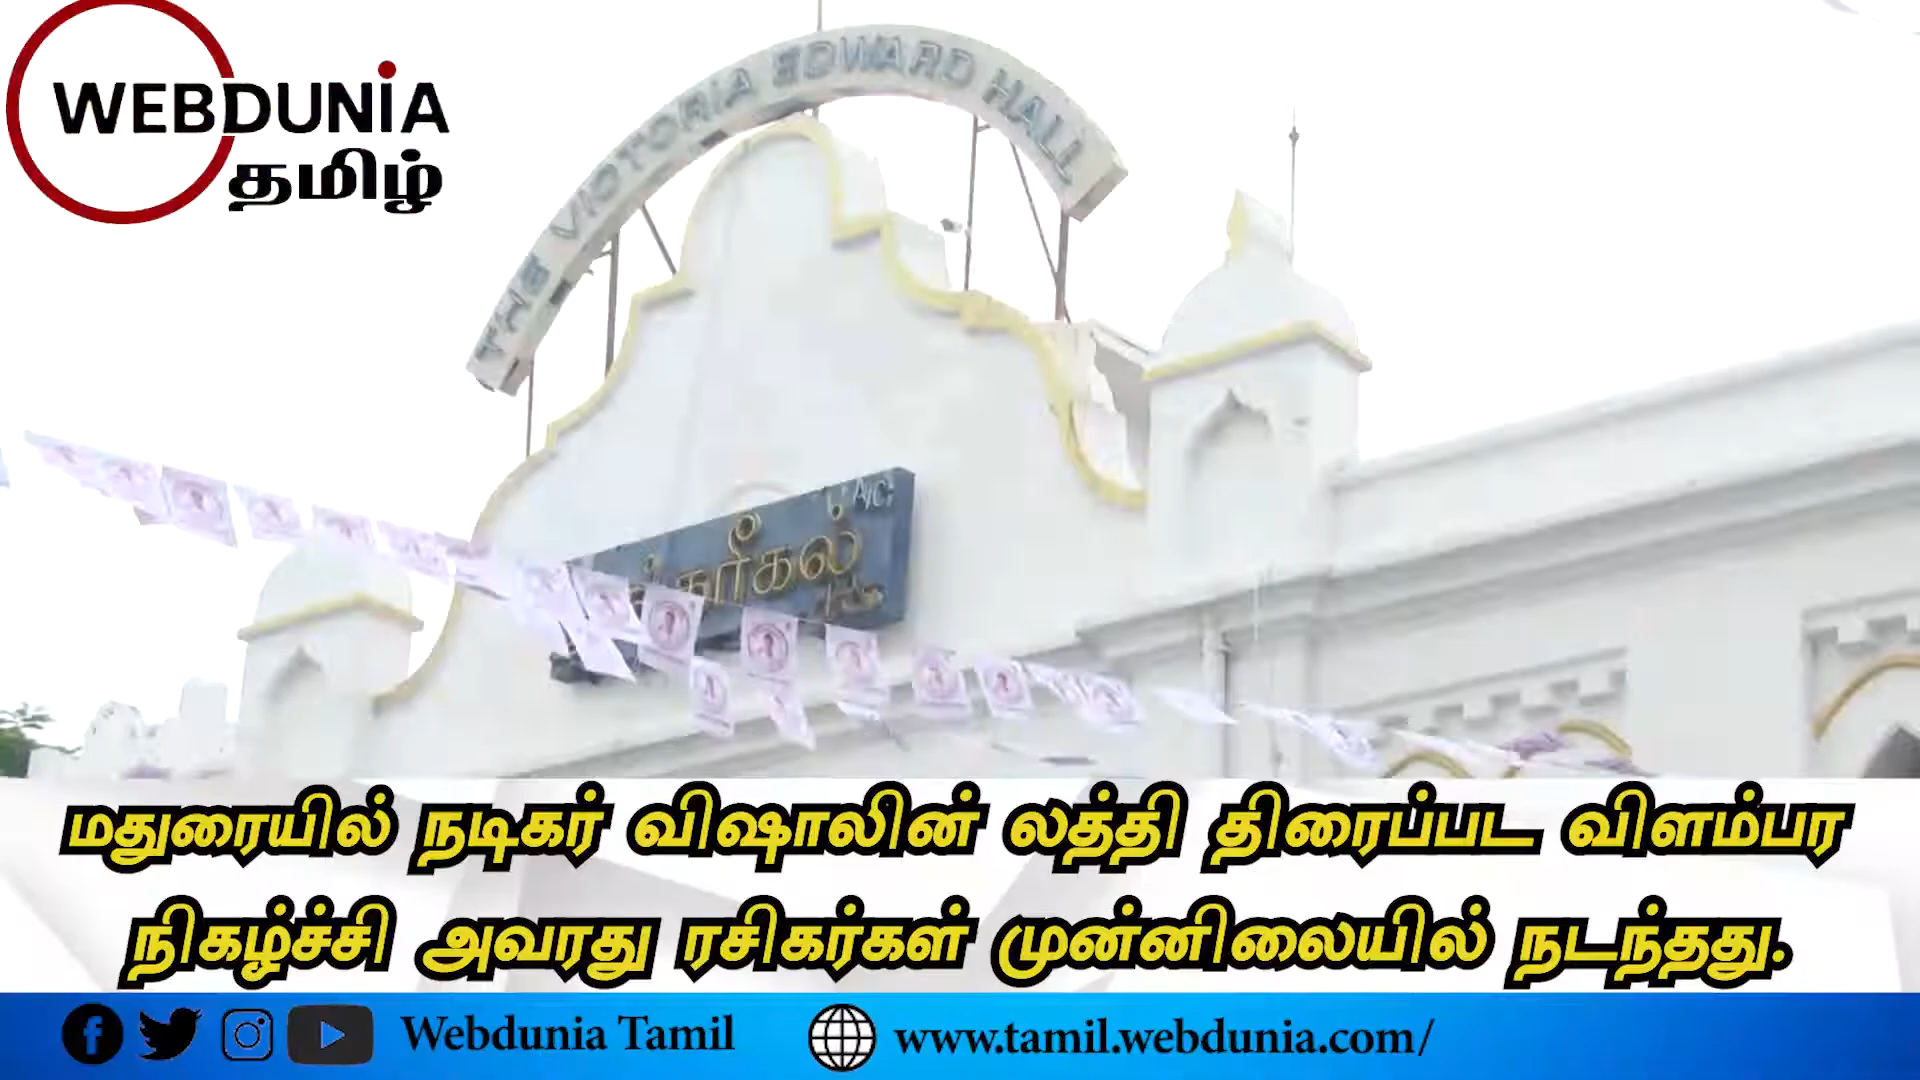 WEBDUNIA
தமிழ்
THE VICTORIA EDWARD HALL
A/C
மதுரையில் நடிகர் விஷாலின் லத்தி திரைப்பட விளம்பர
நிகழ்ச்சி அவரது ரசிகர்கள் முன்னிலையில் நடந்தது.
Webdunia Tamil
www.tamil.webdunia.com/